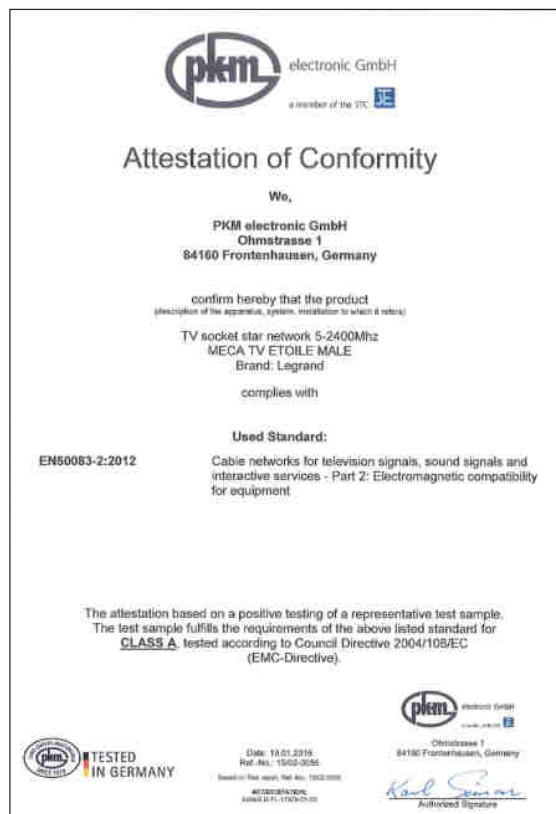 pkm electronic GmbH
a member of the STC
Attestation of Conformity
We,
PKM electronic GmbH
Ohmstrasse 1
84160 Frontenhausen, Germany
confirm hereby that the product
(description of the apparatus, system, installation to which it refers)
TV socket star network 5-2400Mhz
MECA TV ETOILE MALE
Brand: Legrand
complies with
Used Standard:
EN50083-2:2012 Cable networks for television signals, sound signals and
interactive services - Part 2: Electromagnetic compatibility
for equipment
The attestation based on a positive testing of a representative test sample.
The test sample fulfills the requirements of the above listed standard for
CLASS A, tested according to Council Directive 2004/108/EC
(EMC-Directive).
pkm electronic GmbH
Ohmstrasse 1
84160 Frontenhausen, Germany
pkm
TESTED
IN GERMANY
Ref.-No.:
Authorized Signature